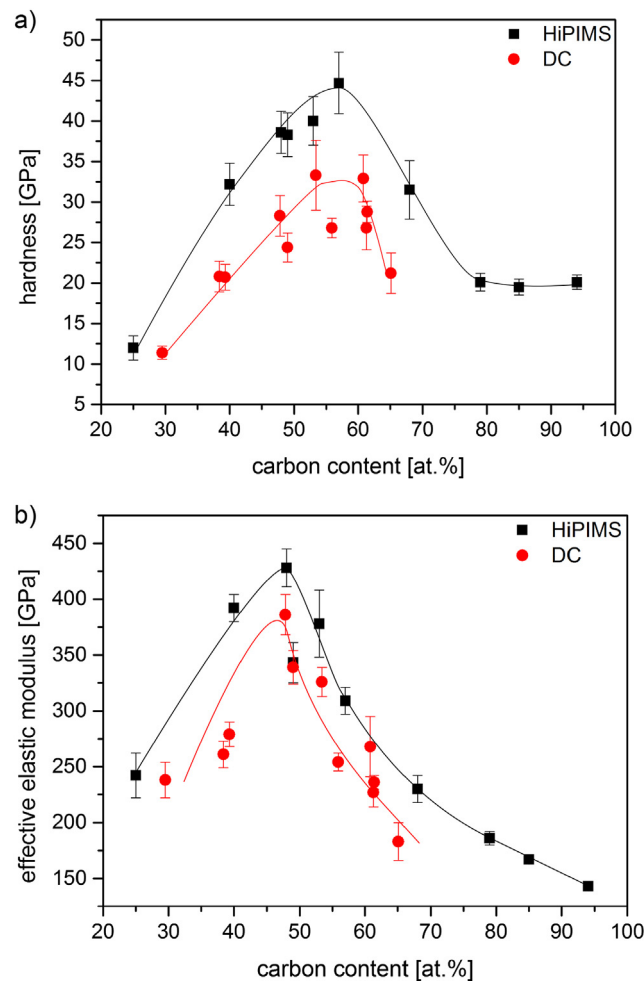 a)
HiPIMS
DC
hardness [GPa]
50
45
40
35
30
25
20
15
10
5
20 30 40 50 60 70 80 90 100
carbon content [at.%]
b)
HiPIMS
DC
effective elastic modulus [GPa]
450
400
350
300
250
200
150
20 30 40 50 60 70 80 90 100
carbon content [at.%]